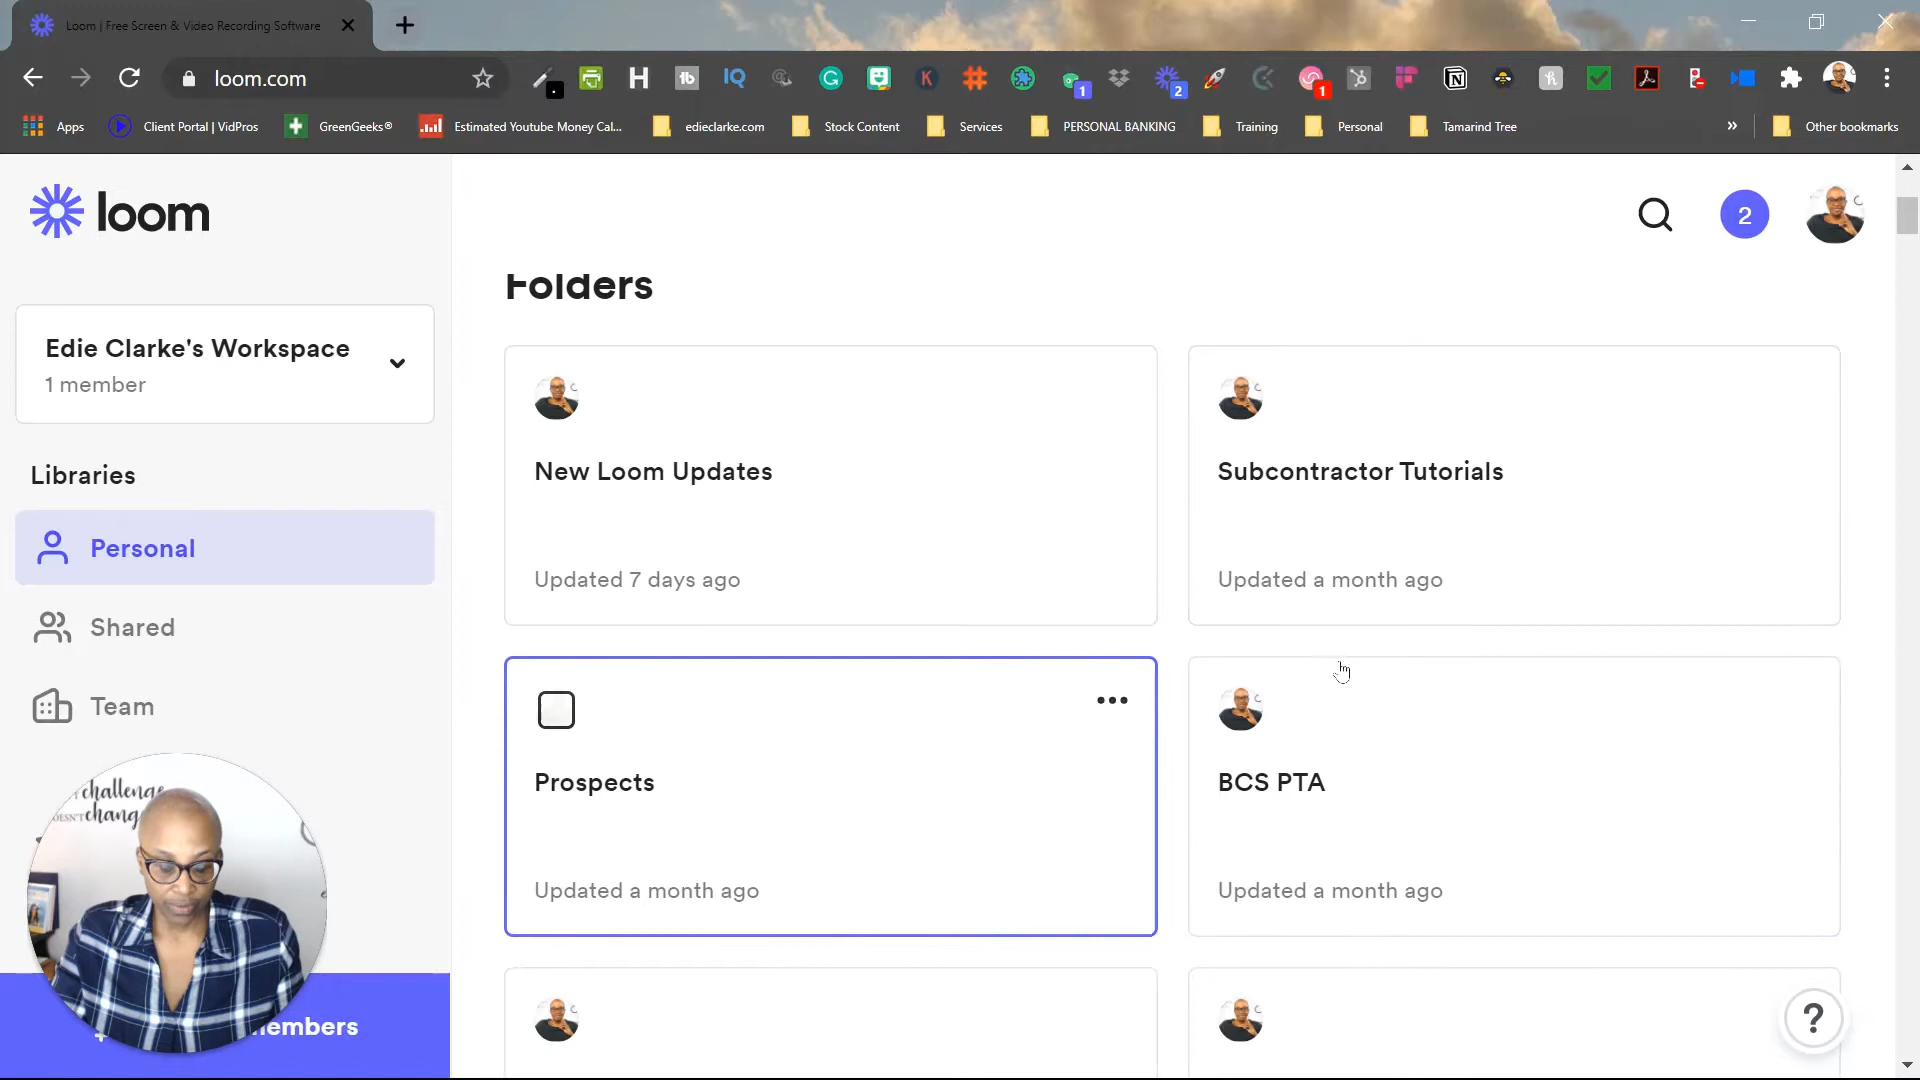 Loom | Free Screen & Video Recording Software
loom.com
Apps
Client Portal | VidPros
GreenGeeks®
Estimated Youtube Money Cal...
edieclarke.com
Stock Content
Services
PERSONAL BANKING
Training
Personal
Tamarind Tree
»
Other bookmarks
loom
2
Edie Clarke's Workspace
1 member
Libraries
Personal
Shared
Team
Folders
New Loom Updates
Updated 7 days ago
Subcontractor Tutorials
Updated a month ago
Prospects
Updated a month ago
BCS PTA
Updated a month ago
challenge
change
?